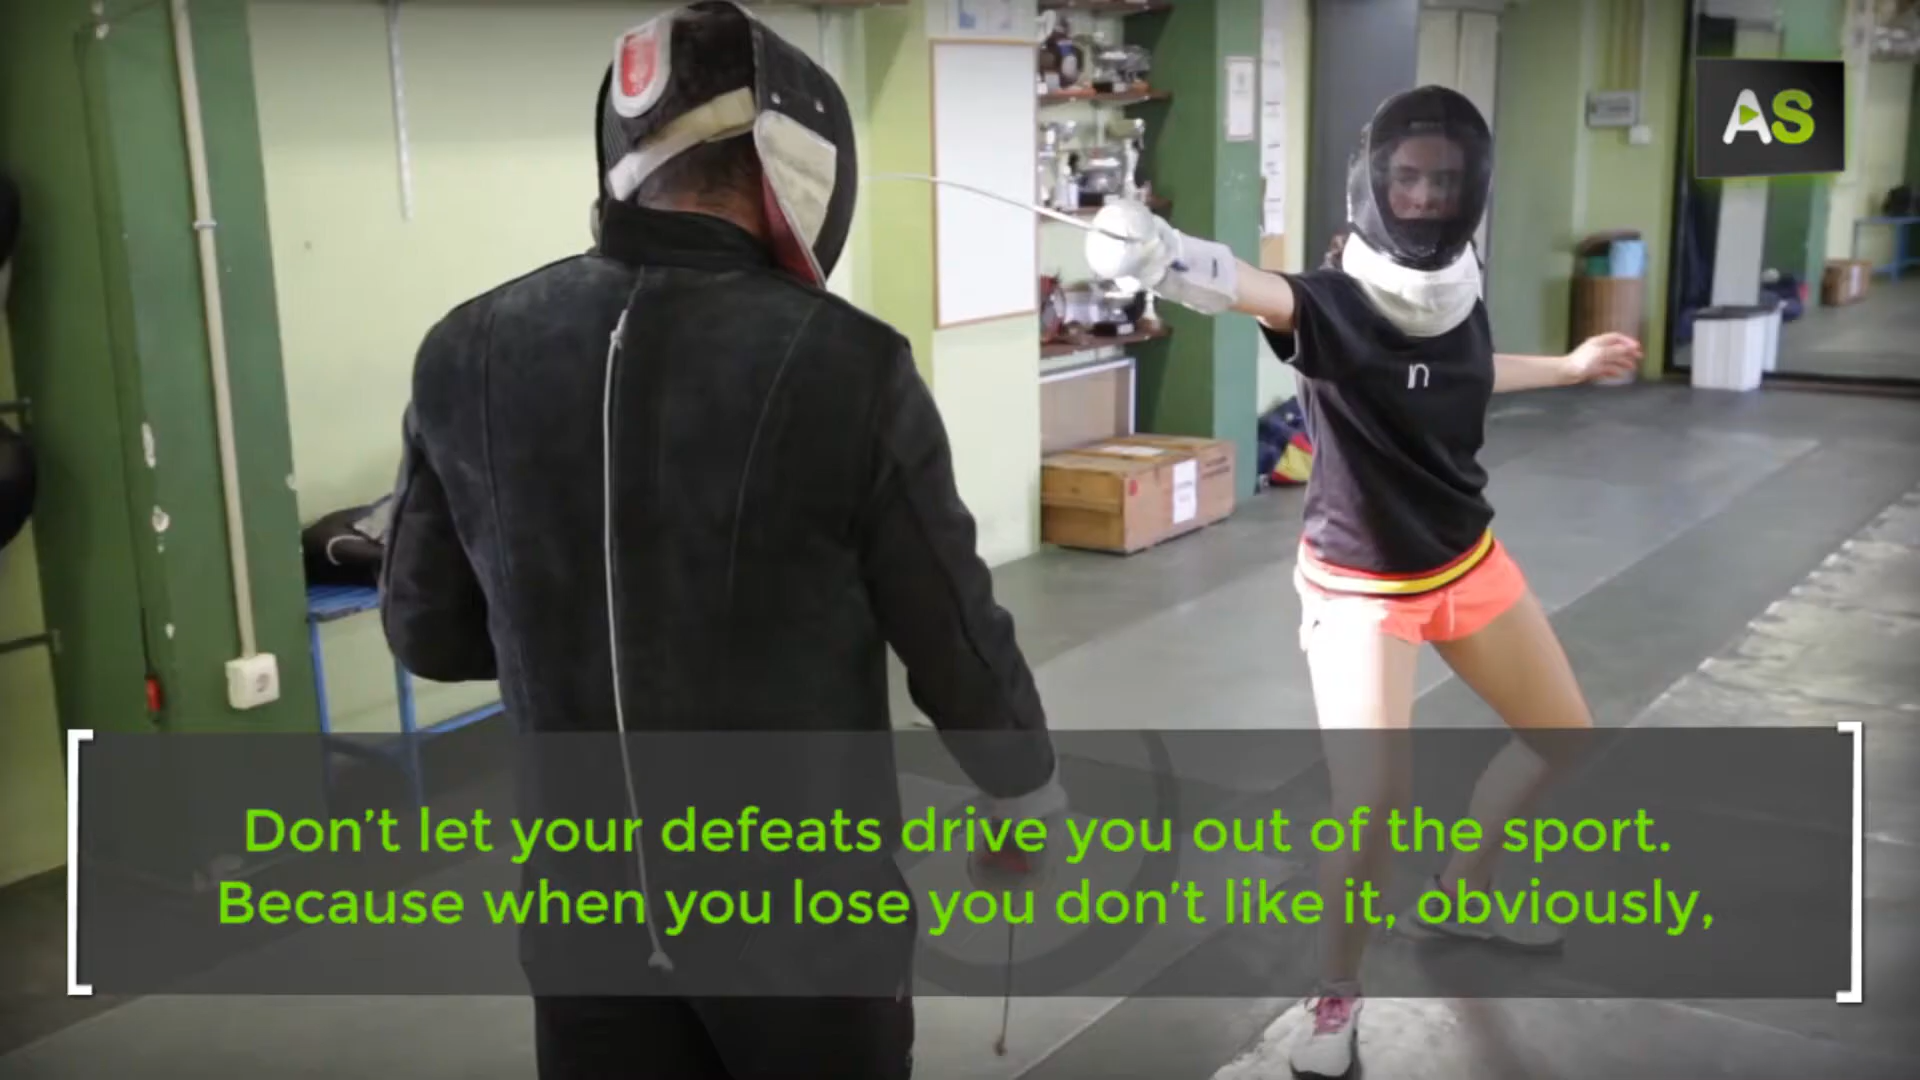 AS
n
Don’t let your defeats drive you out of the sport.
Because when you lose you don’t like it, obviously,